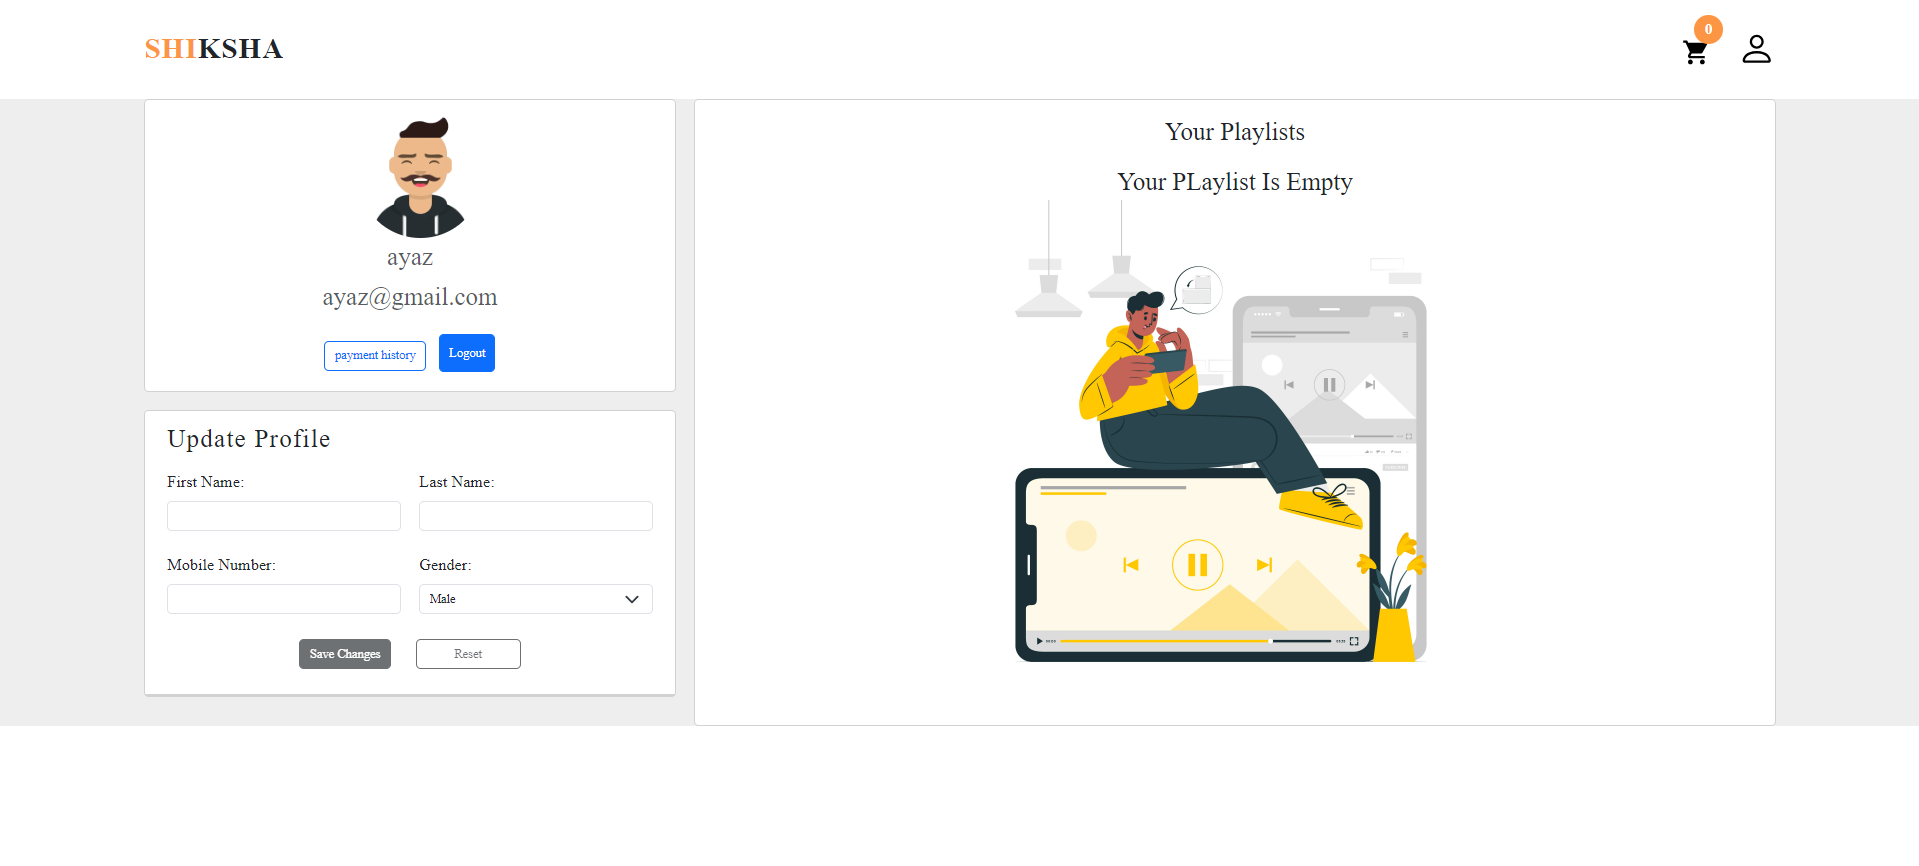 SHIKSHA
0
ayaz
ayaz@gmail.com
payment history
Logout
Update Profile
First Name:
Last Name:
Mobile Number:
Gender:
Male
Save Changes
Reset
Your Playlists
Your PLaylist Is Empty